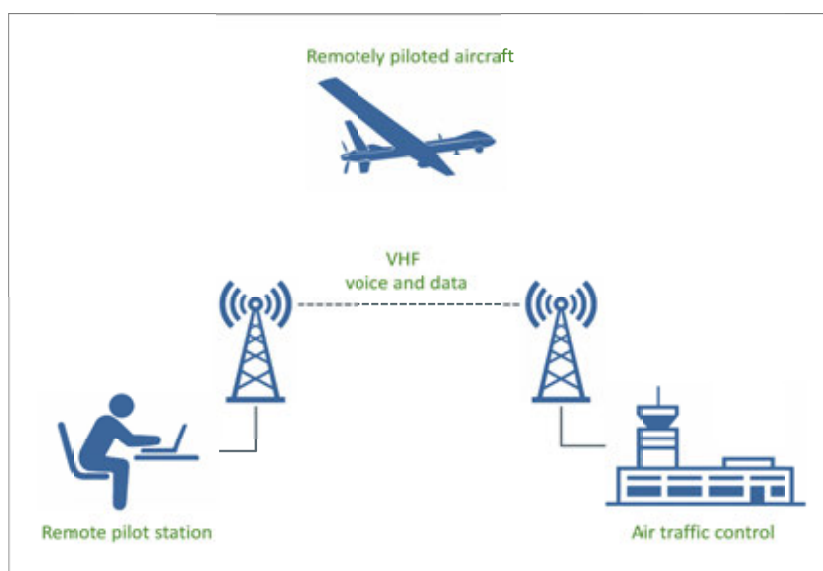 Remotely piloted aircraft
VHF
voice and data
Remote pilot station
Air traffic control